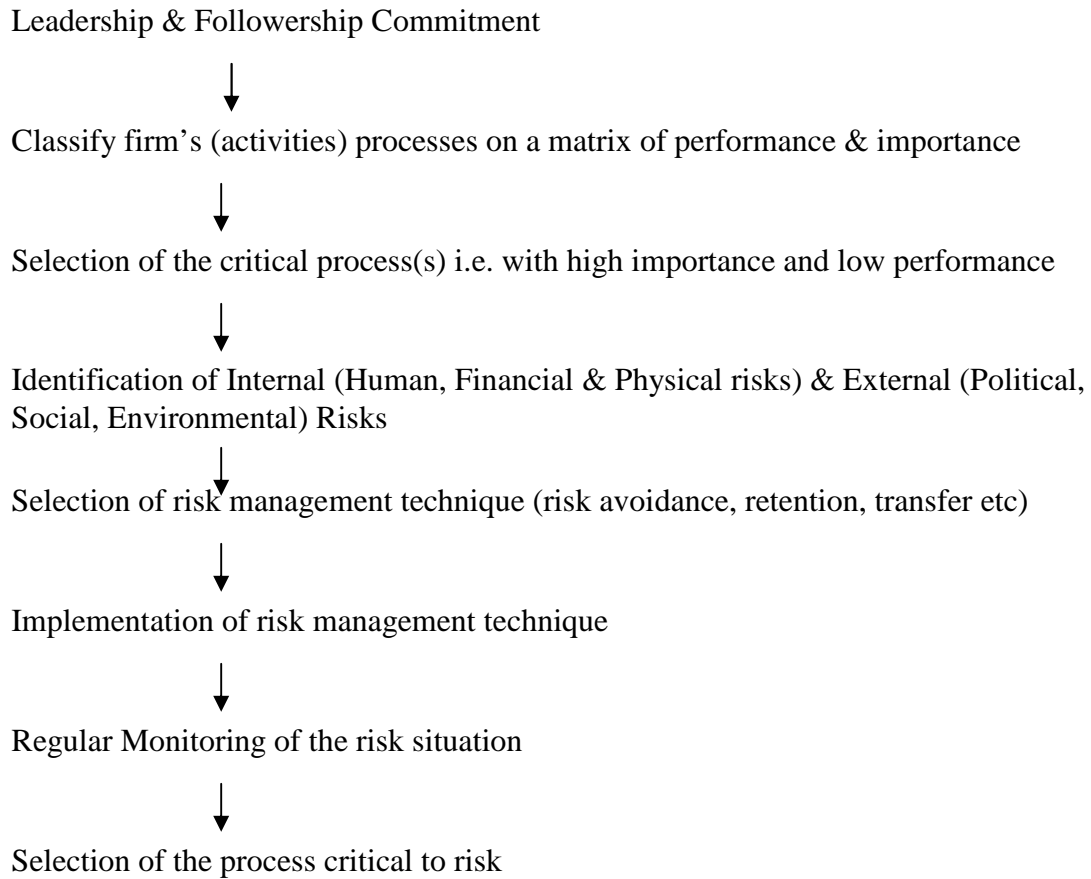 Leadership & Followership Commitment
Classify firm's (activities) processes on a matrix of performance & importance
Selection of the critical process(s) i.e. with high importance and low performance
Identification of Internal (Human, Financial & Physical risks) & External (Political,
Social, Environmental) Risks
Selection of risk management technique (risk avoidance, retention, transfer etc)
Implementation of risk management technique
Regular Monitoring of the risk situation
Selection of the process critical to risk